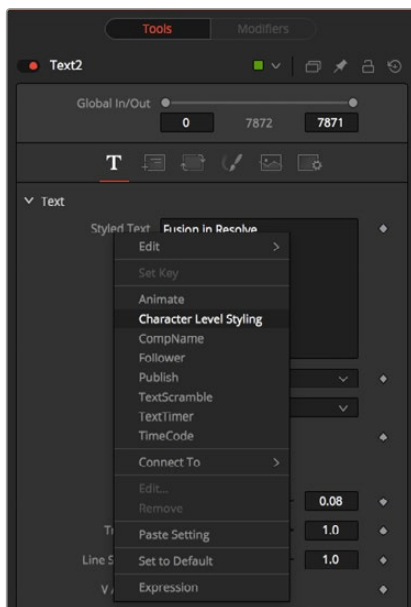 Tools Modifiers
Text2
Global In/Out
0 7872 7871
T
Text
Styled Text Fusion in Resolve
Edit
Set Key
Animate
Character Level Styling
CompName
Follower
Publish
TextScramble
TextTimer
TimeCode
Connect To
Edit...
0.08
Remove
Tr
1.0
Paste Setting
Line S
Set to Default
1.0
V
Expression